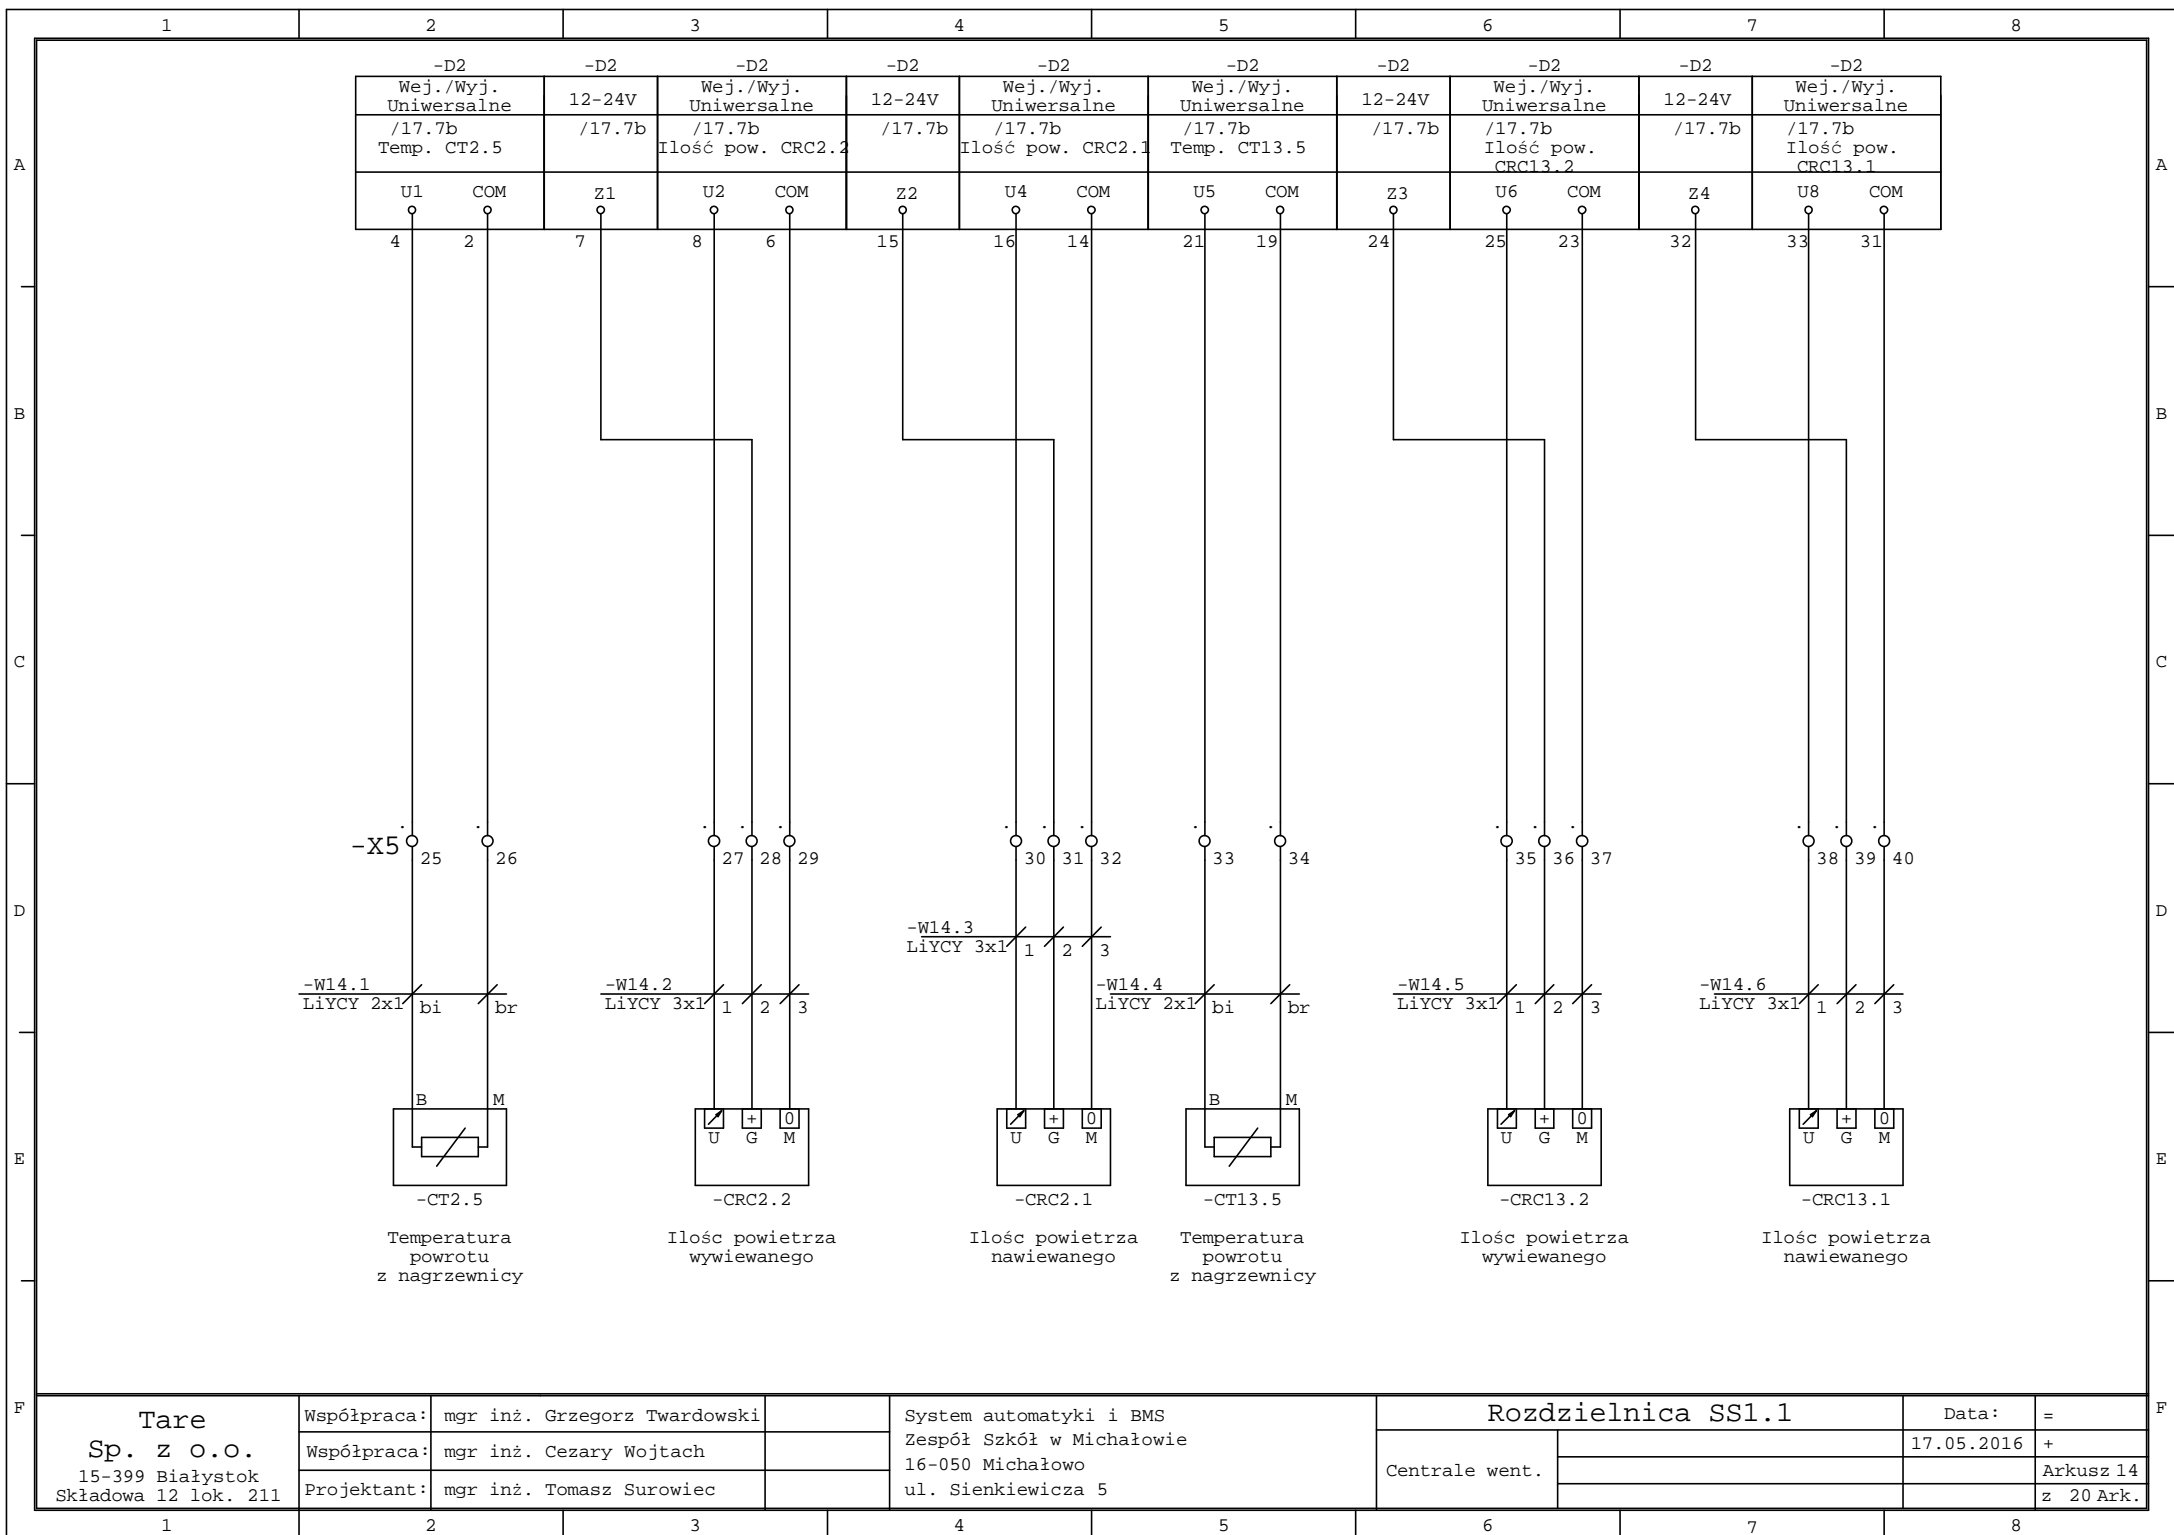 1 2 3 4 5 6 7 8
-D2 -D2 -D2 -D2 -D2 -D2 -D2 -D2 -D2 -D2
Wej./Wyj. Wej./Wyj. Wej./Wyj. Wej./Wyj. Wej./Wyj. Wej./Wyj.
Uniwersalne 12-24V Uniwersalne 12-24V Uniwersalne Uniwersalne 12-24V Uniwersalne 12-24V Uniwersalne
/17.7b /17.7b /17.7b /17.7b /17.7b /17.7b /17.7b /17.7b /17.7b /17.7b
Temp. CT2.5 Ilość pow. CRC2.2 Ilość pow. CRC2.1 Temp. CT13.5 Ilość pow. Ilość pow.
A CRC13.2 CRC13.1 A
U1 COM Z1 U2 COM Z2 U4 COM U5 COM Z3 U6 COM Z4 U8 COM
4 2 7 8 6 15 16 14 21 19 24 25 23 32 33 31
B B
C C
-X5 25 26 27 28 29 30 31 32 33 34 35 36 37 38 39 40
D D
-W14.3
LiYCY 3x1 1 2 3
-W14.1 -W14.2 -W14.4 -W14.5 -W14.6
LiYCY 2x1 bi br LiYCY 3x1 1 2 3 LiYCY 2x1 bi br LiYCY 3x1 1 2 3 LiYCY 3x1 1 2 3
B M B M
+ 0 + 0 + 0 + 0
U G M U G M U G M U G M
E E
-CT2.5 -CRC2.2 -CRC2.1 -CT13.5 -CRC13.2 -CRC13.1
Temperatura Ilośc powietrza Ilośc powietrza Temperatura Ilośc powietrza Ilośc powietrza
powrotu wywiewanego nawiewanego powrotu wywiewanego nawiewanego
z nagrzewnicy z nagrzewnicy
F F
Tare
Sp. z o.o.
15-399 Białystok
Składowa 12 lok. 211
Współpraca: mgr inż. Grzegorz Twardowski
Współpraca: mgr inż. Cezary Wojtach
Projektant: mgr inż. Tomasz Surowiec
System automatyki i BMS
Zespół Szkół w Michałowie
16-050 Michałowo
ul. Sienkiewicza 5
Rozdzielnica SS1.1
Centrale went.
Data: =
17.05.2016 +
Arkusz 14
z 20 Ark.
1 2 3 4 5 6 7 8